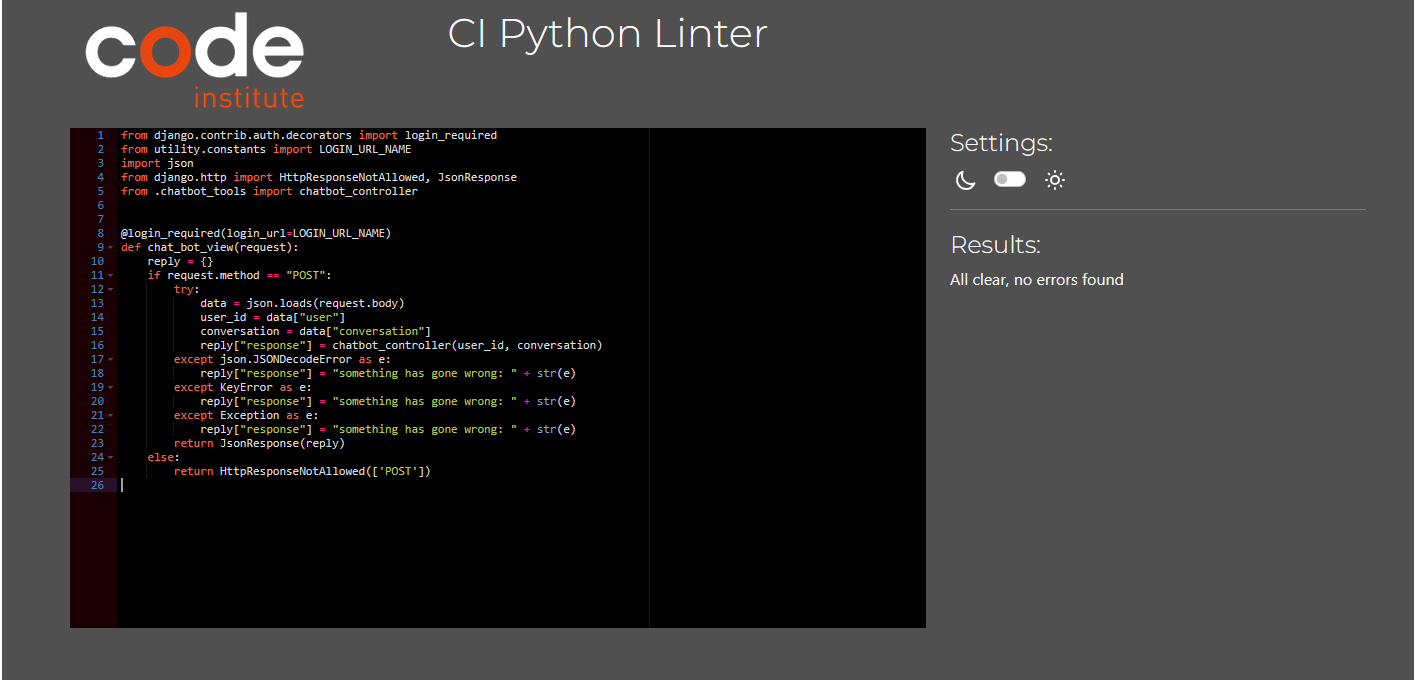 code
institute
CI Python Linter
1 from django.contrib.auth.decorators import login_required
2 from utility.constants import LOGIN_URL_NAME
3 import json
4 from django.http import HttpResponseNotAllowed, JsonResponse
5 from .chatbot_tools import chatbot_controller
6
7
8 @login_required(login_url=LOGIN_URL_NAME)
9 def chat_bot_view(request):
10     reply = {}
11     if request.method == "POST":
12         try:
13             data = json.loads(request.body)
14             user_id = data["user"]
15             conversation = data["conversation"]
16             reply["response"] = chatbot_controller(user_id, conversation)
17         except json.JSONDecodeError as e:
18             reply["response"] = "something has gone wrong: " + str(e)
19         except KeyError as e:
20             reply["response"] = "something has gone wrong: " + str(e)
21         except Exception as e:
22             reply["response"] = "something has gone wrong: " + str(e)
23         return JsonResponse(reply)
24     else:
25         return HttpResponseNotAllowed(['POST'])
26
Settings:
Results:
All clear, no errors found